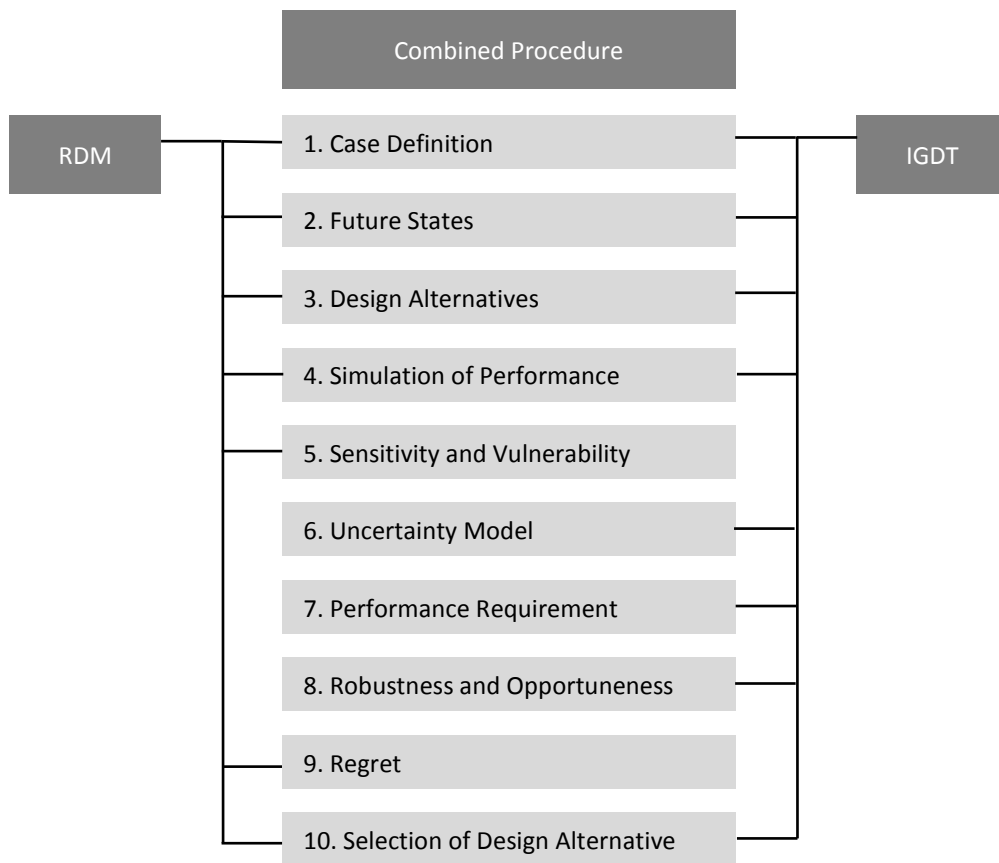 Combined Procedure
RDM
IGDT
1. Case Definition
2. Future States
3. Design Alternatives
4. Simulation of Performance
5. Sensitivity and Vulnerability
6. Uncertainty Model
7. Performance Requirement
8. Robustness and Opportuneness
9. Regret
10. Selection of Design Alternative